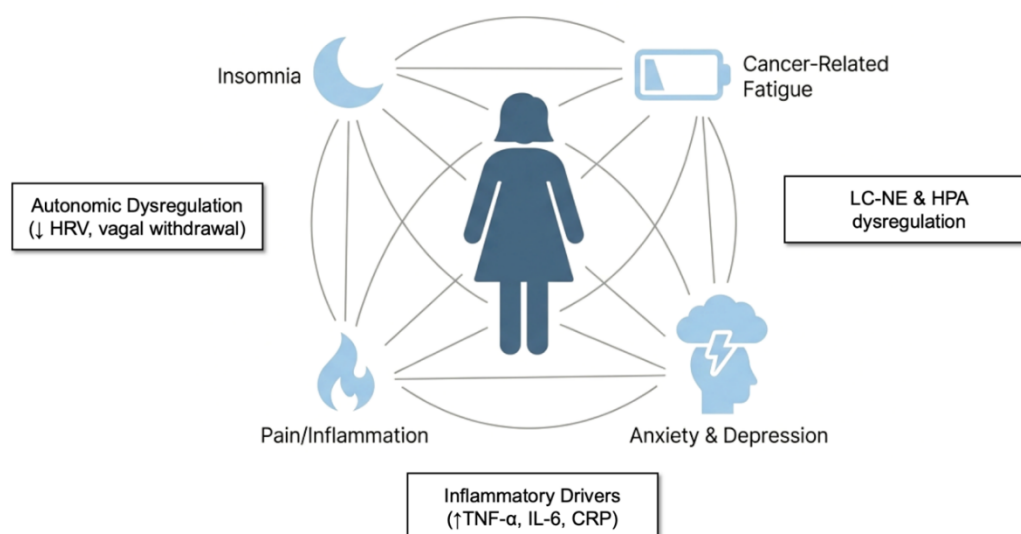 Insomnia
Cancer-Related
Fatigue
Autonomic Dysregulation
(↓ HRV, vagal withdrawal)
LC-NE & HPA
dysregulation
Pain/Inflammation
Anxiety & Depression
Inflammatory Drivers
(↑TNF-α, IL-6, CRP)